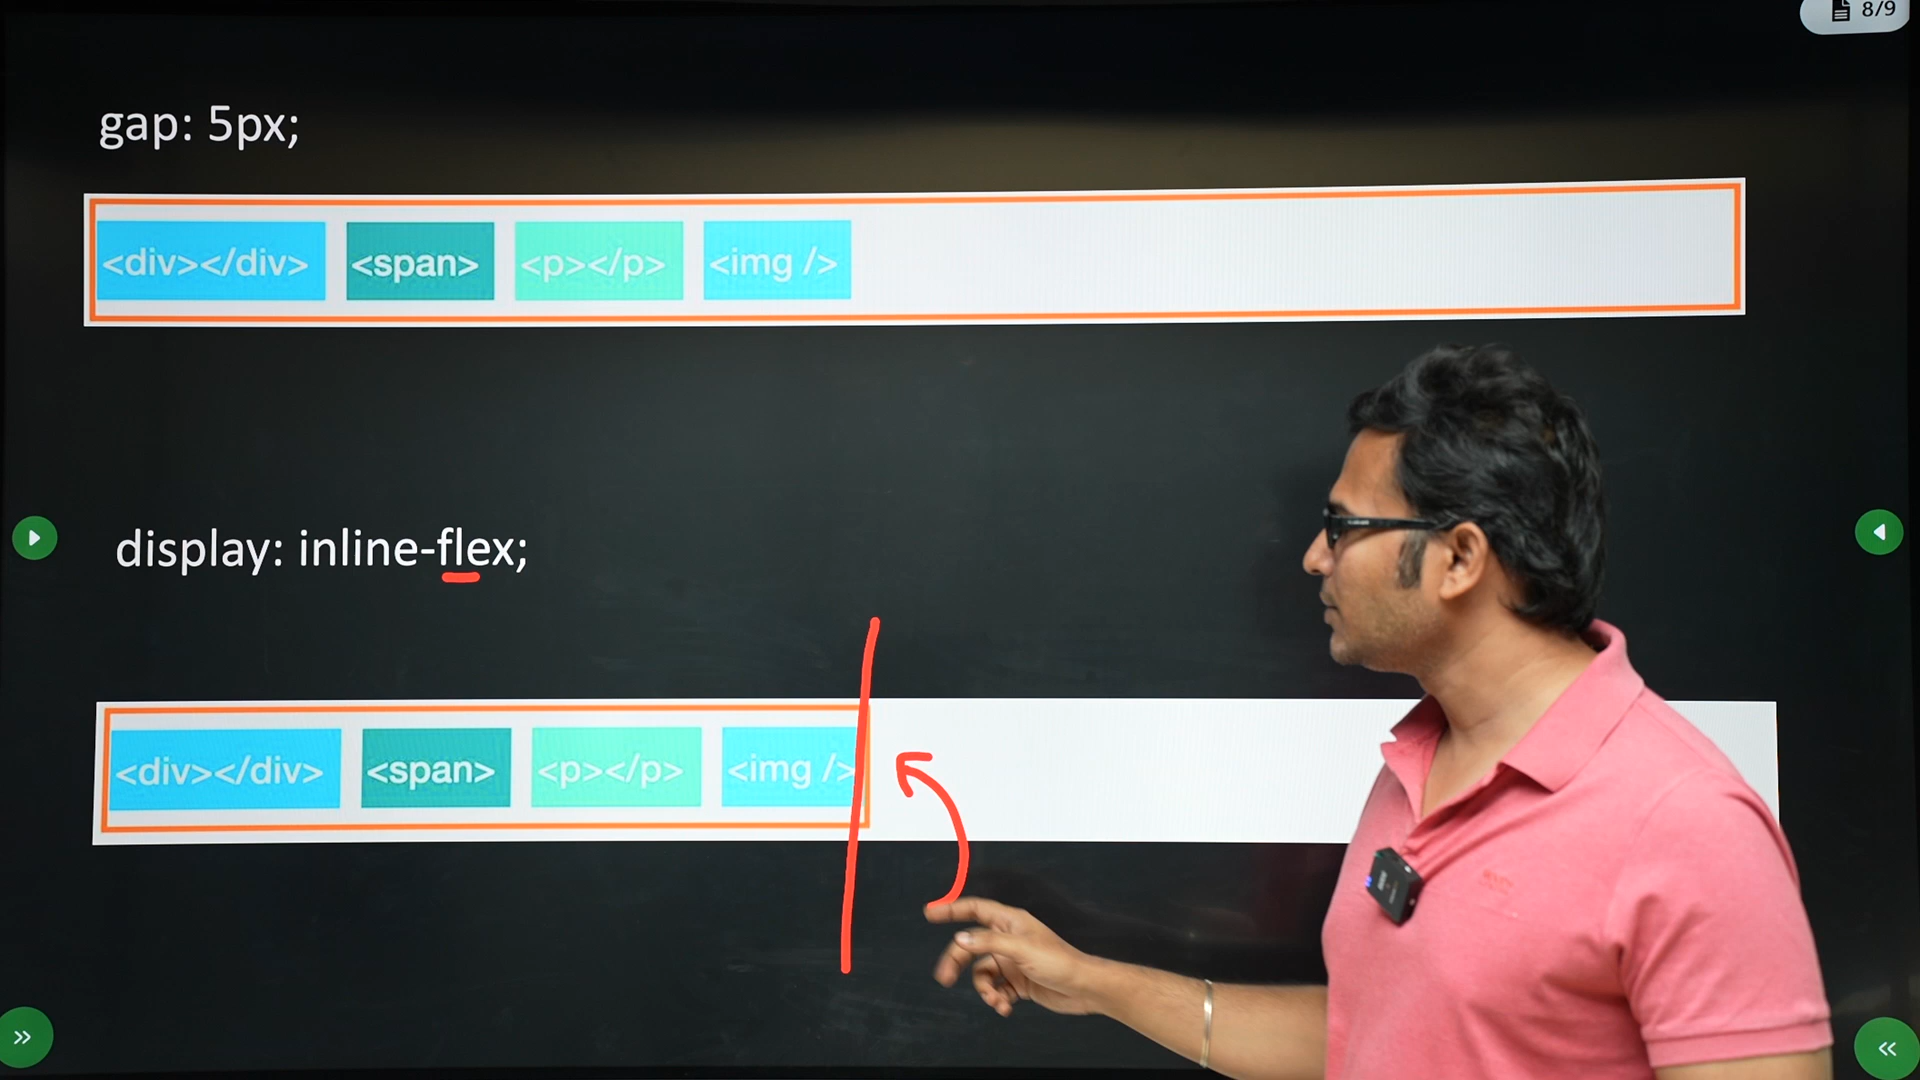 8/9
gap: 5px;
<div></div> <span> <p></p> <img />
display: inline-flex;
<div></div> <span> <p></p> <img />